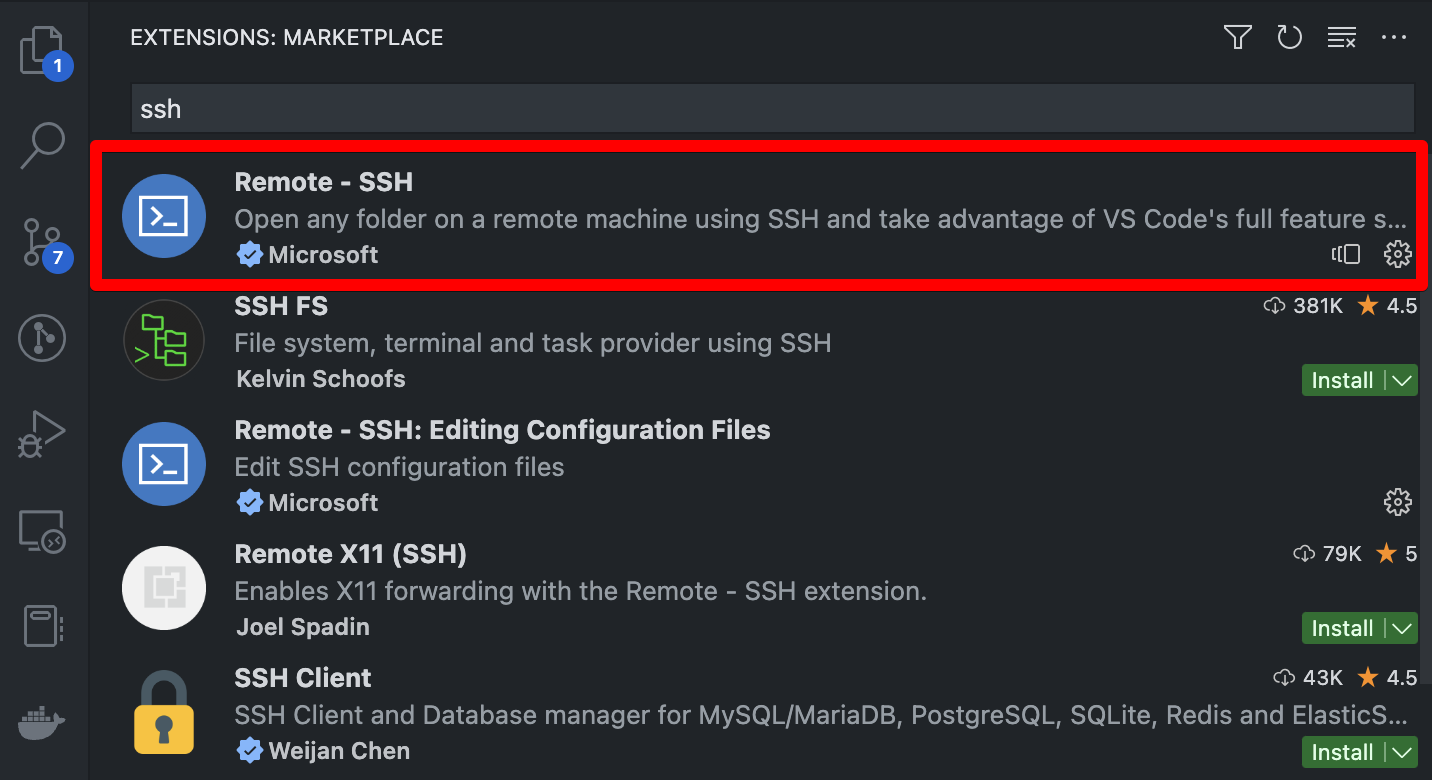 EXTENSIONS: MARKETPLACE
1
ssh
Remote - SSH
Open any folder on a remote machine using SSH and take advantage of VS Code's full feature s...
Microsoft
7
SSH FS
381K 4.5
File system, terminal and task provider using SSH
Kelvin Schoofs
Install
Remote - SSH: Editing Configuration Files
Edit SSH configuration files
Microsoft
Remote X11 (SSH)
79K 5
Enables X11 forwarding with the Remote - SSH extension.
Joel Spadin
Install
SSH Client
43K 4.5
SSH Client and Database manager for MySQL/MariaDB, PostgreSQL, SQLite, Redis and ElasticS...
Weijan Chen
Install